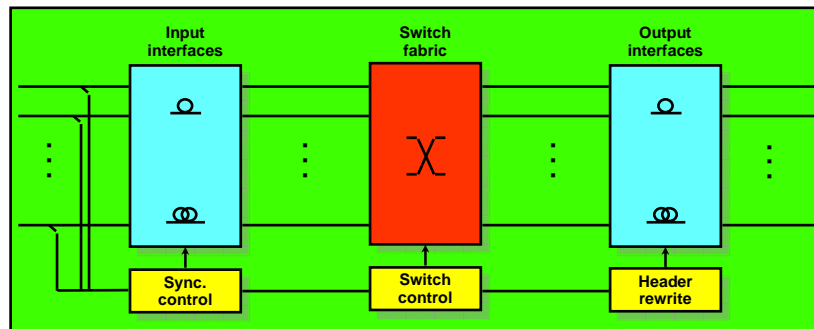 Input
interfaces
Switch
fabric
Output
interfaces
Sync.
control
Switch
control
Header
rewrite